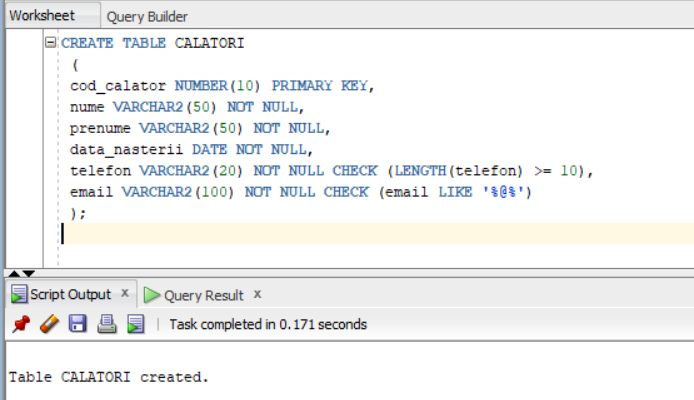 Worksheet Query Builder
CREATE TABLE CALATORI
(
cod_calator NUMBER(10) PRIMARY KEY,
nume VARCHAR2(50) NOT NULL,
prenume VARCHAR2(50) NOT NULL,
data_nasterii DATE NOT NULL,
telefon VARCHAR2(20) NOT NULL CHECK (LENGTH(telefon) >= 10),
email VARCHAR2(100) NOT NULL CHECK (email LIKE '%@%')
);
Script Output x Query Result x
Task completed in 0.171 seconds
Table CALATORI created.